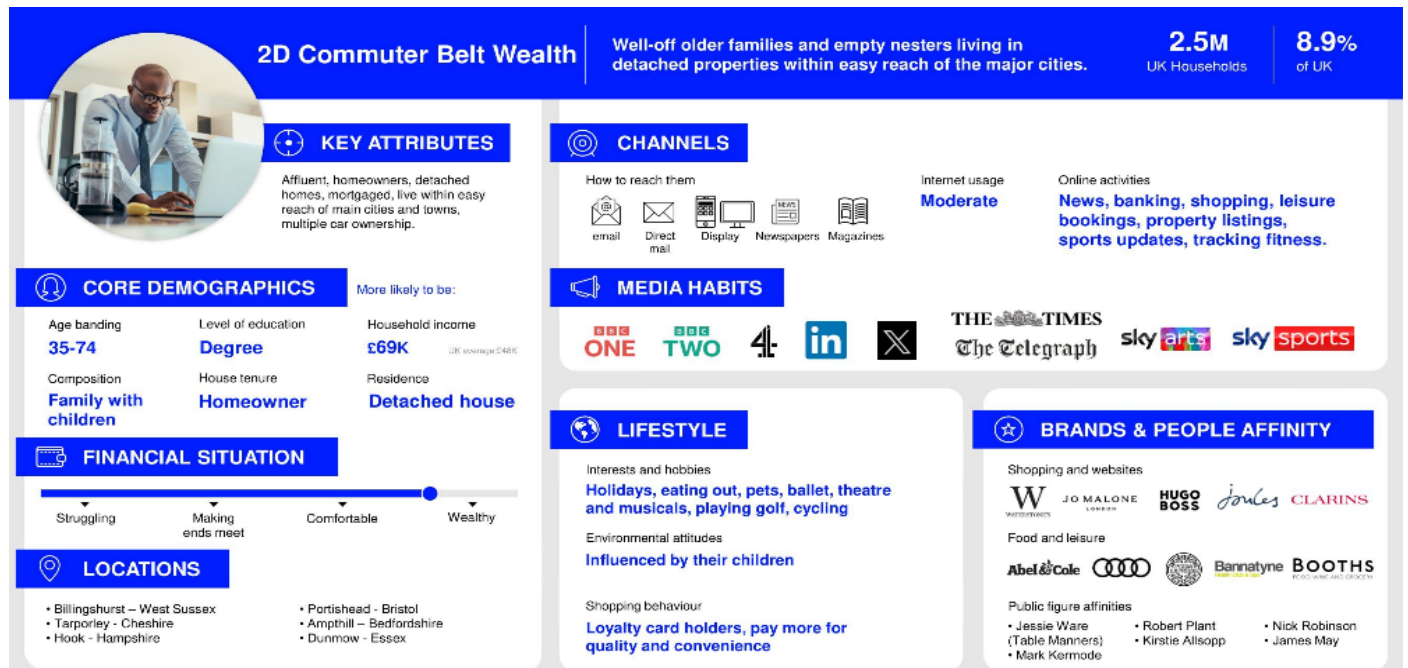 2D Commuter Belt Wealth
Well-off older families and empty nesters living in
detached properties within easy reach of the major cities.
2.5M
UK Households
8.9%
of UK
KEY ATTRIBUTES
Affluent, homeowners, detached
homes, mortgaged, live within easy
reach of main cities and towns,
multiple car ownership.
CORE DEMOGRAPHICS
More likely to be:
Age banding
35-74
Level of education
Degree
Household income
£69K
UK average £48K
Composition
Family with
children
House tenure
Homeowner
Residence
Detached house
FINANCIAL SITUATION
Struggling
Making
ends meet
Comfortable
Wealthy
LOCATIONS
• Billingshurst – West Sussex
• Tarporley - Cheshire
• Hook - Hampshire
• Portishead - Bristol
• Ampthill – Bedfordshire
• Dunmow - Essex
CHANNELS
How to reach them
NEWS
email
Direct
mail
Display
Newspapers
Magazines
Internet usage
Moderate
Online activities
News, banking, shopping, leisure
bookings, property listings,
sports updates, tracking fitness.
MEDIA HABITS
BBC
ONE
BBC
TWO
4
in
X
THE TIMES
The Telegraph
sky arts
sky sports
LIFESTYLE
Interests and hobbies
Holidays, eating out, pets, ballet, theatre
and musicals, playing golf, cycling
Environmental attitudes
Influenced by their children
Shopping behaviour
Loyalty card holders, pay more for
quality and convenience
BRANDS & PEOPLE AFFINITY
Shopping and websites
W
WATERSTONES
JO MALONE
LONDON
HUGO
BOSS
Joules
CLARINS
Food and leisure
Abel & Cole
Bannatyne
BOOTHS
FOOD WINE AND GROCERY
Public figure affinities
• Jessie Ware
(Table Manners)
• Mark Kermode
• Robert Plant
• Kirstie Allsopp
• Nick Robinson
• James May